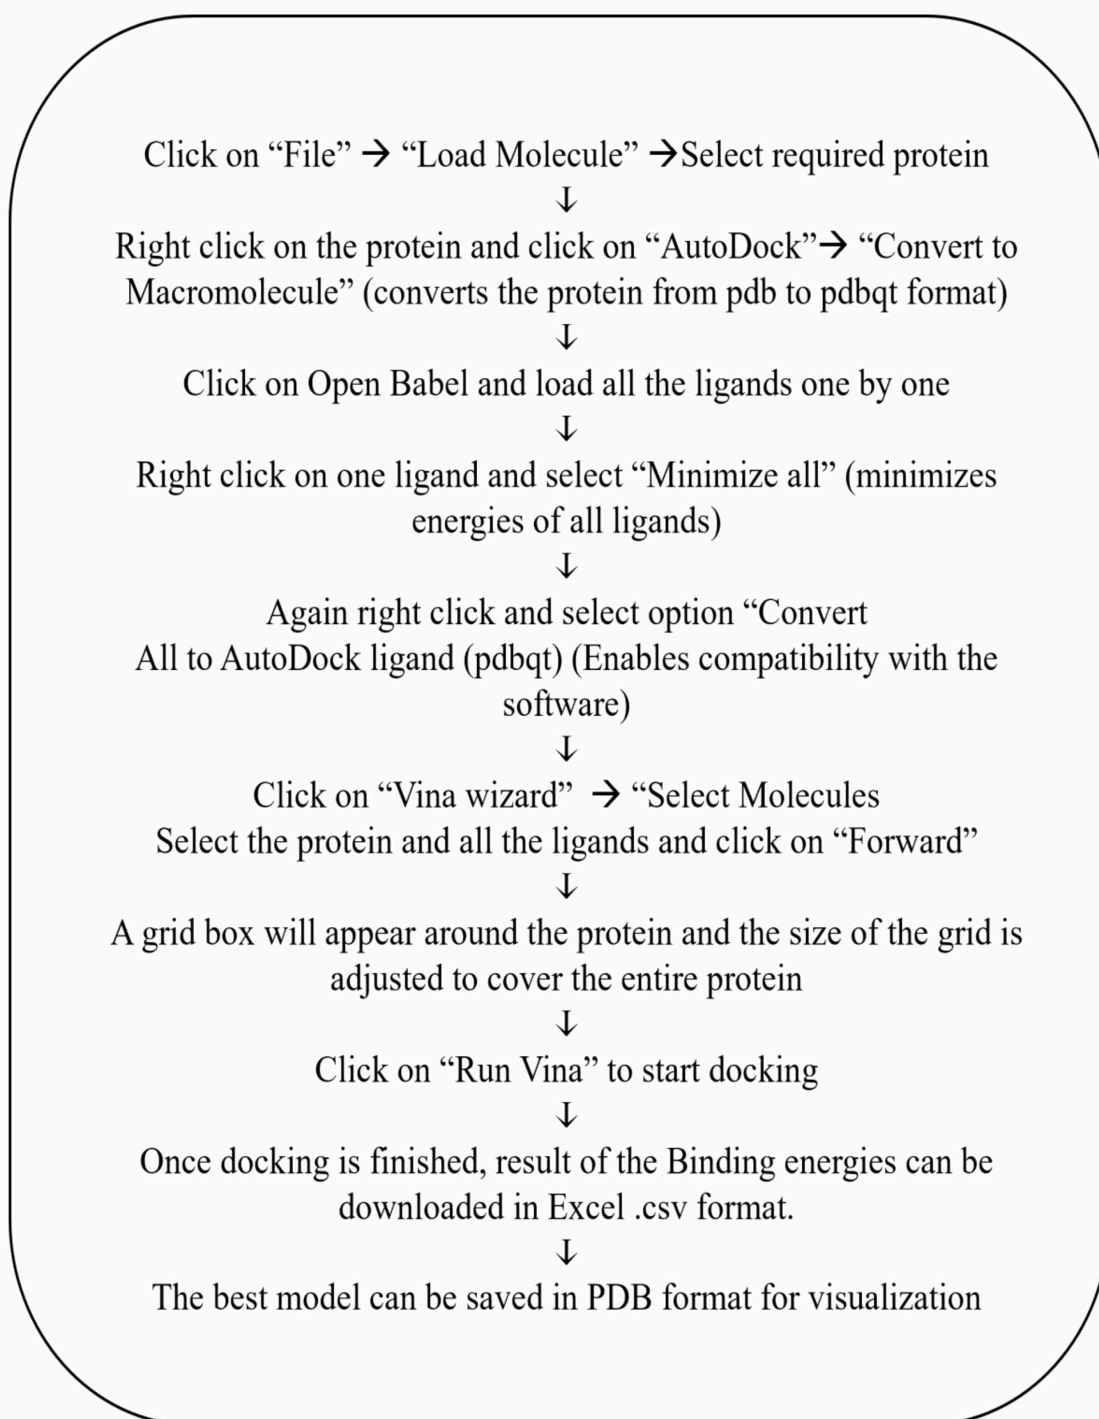 Click on “File” → “Load Molecule” →Select required protein
↓
Right click on the protein and click on “AutoDock”→ “Convert to
Macromolecule” (converts the protein from pdb to pdbqt format)
↓
Click on Open Babel and load all the ligands one by one
↓
Right click on one ligand and select “Minimize all” (minimizes
energies of all ligands)
↓
Again right click and select option “Convert
All to AutoDock ligand (pdbqt) (Enables compatibility with the
software)
↓
Click on “Vina wizard” → “Select Molecules
Select the protein and all the ligands and click on “Forward”
↓
A grid box will appear around the protein and the size of the grid is
adjusted to cover the entire protein
↓
Click on “Run Vina” to start docking
↓
Once docking is finished, result of the Binding energies can be
downloaded in Excel .csv format.
↓
The best model can be saved in PDB format for visualization